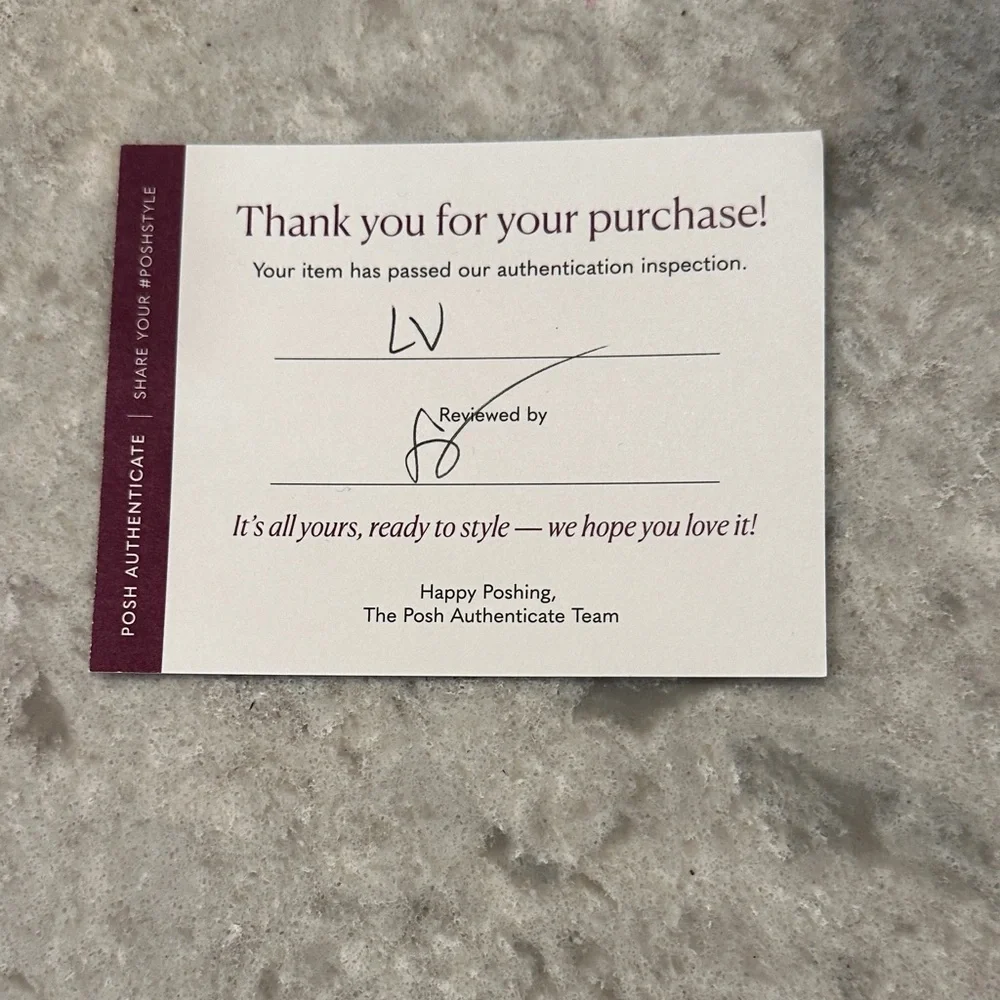 POSH AUTHENTICATE | SHARE YOUR #POSHSTYLE
Thank you for your purchase!
Your item has passed our authentication inspection.
LV
Reviewed by
It's all yours, ready to style — we hope you love it!
Happy Poshing,
The Posh Authenticate Team